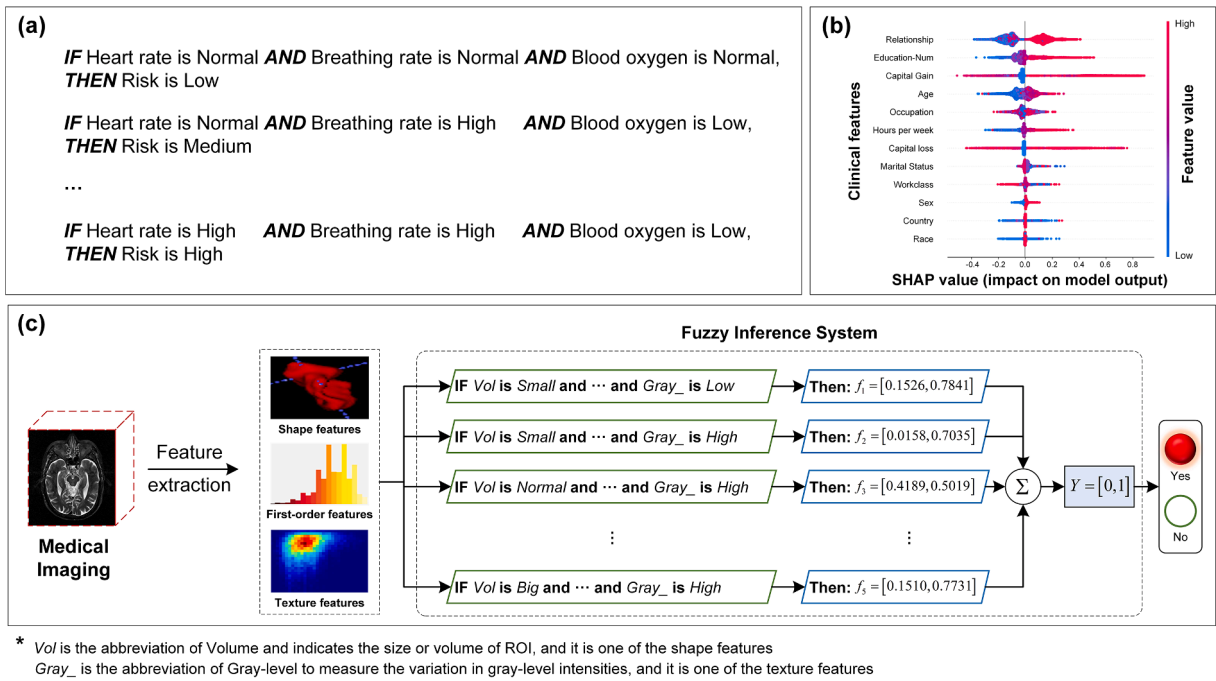 (a)
IF Heart rate is Normal AND Breathing rate is Normal AND Blood oxygen is Normal,
THEN Risk is Low
IF Heart rate is Normal AND Breathing rate is High AND Blood oxygen is Low,
THEN Risk is Medium
...
IF Heart rate is High AND Breathing rate is High AND Blood oxygen is Low,
THEN Risk is High
(b)
Clinical features
Relationship
Education-Num
Capital Gain
Age
Occupation
Hours per week
Capital loss
Marital Status
Workclass
Sex
Country
Race
-0.4 -0.2 0.0 0.2 0.4 0.6 0.8
SHAP value (impact on model output)
High
Feature value
Low
(c)
Medical
Imaging
Feature
extraction
Shape features
First-order features
Texture features
Fuzzy Inference System
IF Vol is Small and ··· and Gray_ is Low
Then: f₁ = [0.1526, 0.7841]
IF Vol is Small and ··· and Gray_ is High
Then: f₂ = [0.0158, 0.7035]
IF Vol is Normal and ··· and Gray_ is High
Then: f₃ = [0.4189, 0.5019]
⋮ ⋮
IF Vol is Big and ··· and Gray_ is High
Then: f₅ = [0.1510, 0.7731]
Σ
Y = [0,1]
Yes
No
* Vol is the abbreviation of Volume and indicates the size or volume of ROI, and it is one of the shape features
Gray_ is the abbreviation of Gray-level to measure the variation in gray-level intensities, and it is one of the texture features